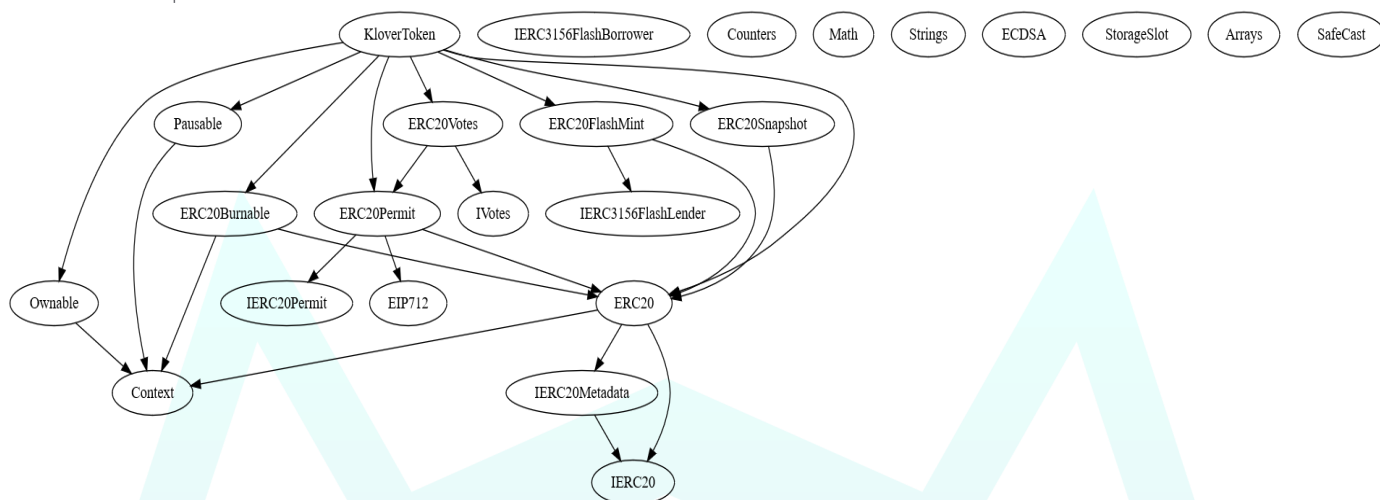 KloverToken IERC3156FlashBorrower Counters Math Strings ECDSA StorageSlot Arrays SafeCast
Pausable ERC20Votes ERC20FlashMint ERC20Snapshot
ERC20Burnable ERC20Permit IVotes IERC3156FlashLender
Ownable IERC20Permit EIP712 ERC20
Context IERC20Metadata
IERC20